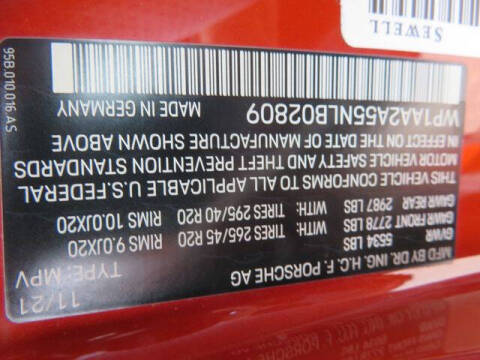 MFD BY DR. ING. H.C. F. PORSCHE AG 11/21
GVWR 5534 LBS TYPE: MPV
GAWR FRONT 2778 LBS TIRES 265/45 R20 RIMS 9.0JX20
GAWR REAR 2987 LBS TIRES 295/40 R20 RIMS 10.0JX20
THIS VEHICLE CONFORMS TO ALL APPLICABLE U.S. FEDERAL
MOTOR VEHICLE SAFETY AND THEFT PREVENTION STANDARDS
IN EFFECT ON THE DATE OF MANUFACTURE SHOWN ABOVE
WP1AA2A55NLB02809 MADE IN GERMANY
95B.010.016 A S
SEWELL